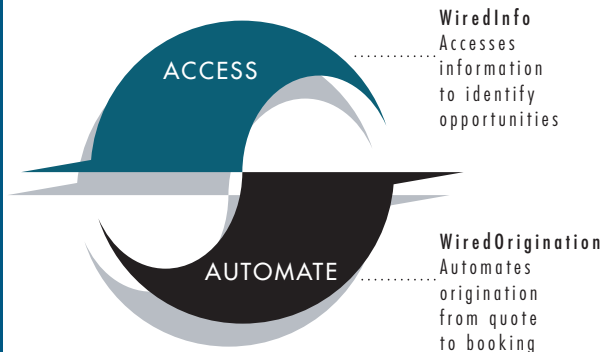 ACCESS
WiredInfo
Accesses
information
to identify
opportunities
AUTOMATE
WiredOrigination
Automates
origination
from quote
to booking